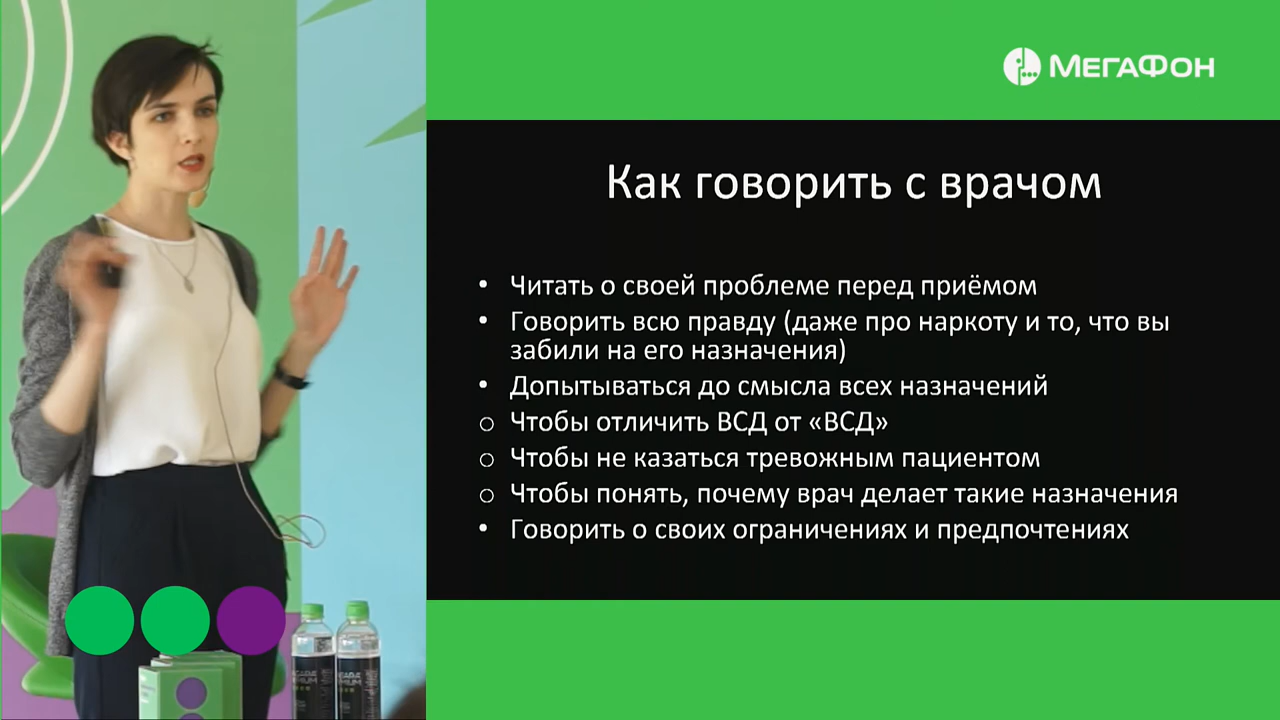 МЕГАФОН
Как говорить с врачом
• Читать о своей проблеме перед приёмом
• Говорить всю правду (даже про наркоту и то, что вы
забили на его назначения)
• Допытываться до смысла всех назначений
o Чтобы отличить ВСД от «ВСД»
o Чтобы не казаться тревожным пациентом
o Чтобы понять, почему врач делает такие назначения
• Говорить о своих ограничениях и предпочтениях